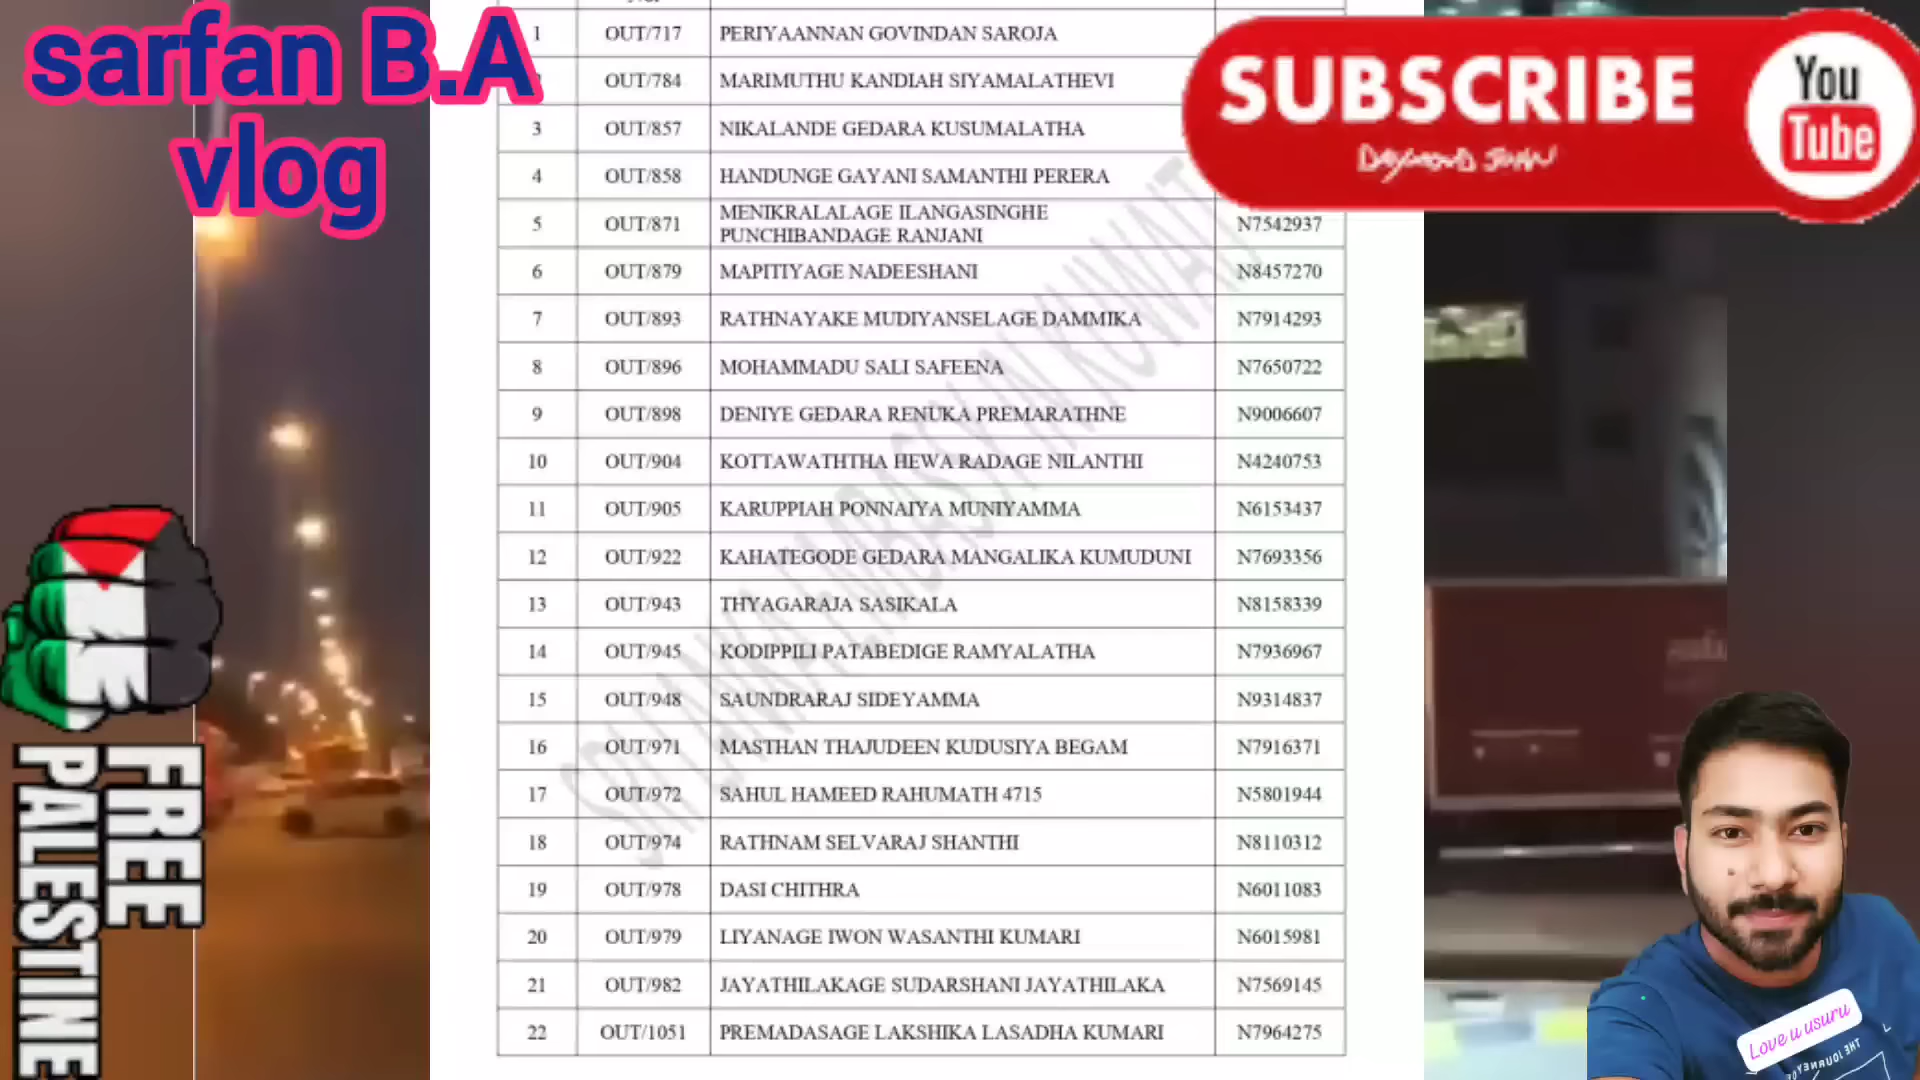 sarfan B.A
vlog
SUBSCRIBE
You
Tube
1 OUT/717 PERIYAANNAN GOVINDAN SAROJA
OUT/784 MARIMUTHU KANDIAH SIYAMALATHEVI
3 OUT/857 NIKALANDE GEDARA KUSUMALATHA
4 OUT/858 HANDUNGE GAYANI SAMANTHI PERERA
5 OUT/871 MENIKRALALAGE ILANGASINGHE
PUNCHIBANDAGE RANJANI N7542937
6 OUT/879 MAPITIYAGE NADEESHANI N8457270
7 OUT/893 RATHNAYAKE MUDIYANSELAGE DAMMIKA N7914293
8 OUT/896 MOHAMMADU SALI SAFEENA N7650722
9 OUT/898 DENIYE GEDARA RENUKA PREMARATHNE N9006607
10 OUT/904 KOTTAWATHTHA HEWA RADAGE NILANTHI N4240753
11 OUT/905 KARUPPIAH PONNAIYA MUNIYAMMA N6153437
12 OUT/922 KAHATEGODE GEDARA MANGALIKA KUMUDUNI N7693356
13 OUT/943 THYAGARAJA SASIKALA N8158339
14 OUT/945 KODIPPILI PATABEDIGE RAMYALATHA N7936967
15 OUT/948 SAUNDRARAJ SIDEYAMMA N9314837
16 OUT/971 MASTHAN THAJUDEEN KUDUSIYA BEGAM N7916371
17 OUT/972 SAHUL HAMEED RAHUMATH 4715 N5801944
18 OUT/974 RATHNAM SELVARAJ SHANTHI N8110312
19 OUT/978 DASI CHITHRA N6011083
20 OUT/979 LIYANAGE IWON WASANTHI KUMARI N6015981
21 OUT/982 JAYATHILAKAGE SUDARSHANI JAYATHILAKA N7569145
22 OUT/1051 PREMADASAGE LAKSHIKA LASADHA KUMARI N7964275
SRI LANKA EMBASSY IN KUWAIT
FREE
PALESTINE
Love u usuru
THE JOURNEY OF